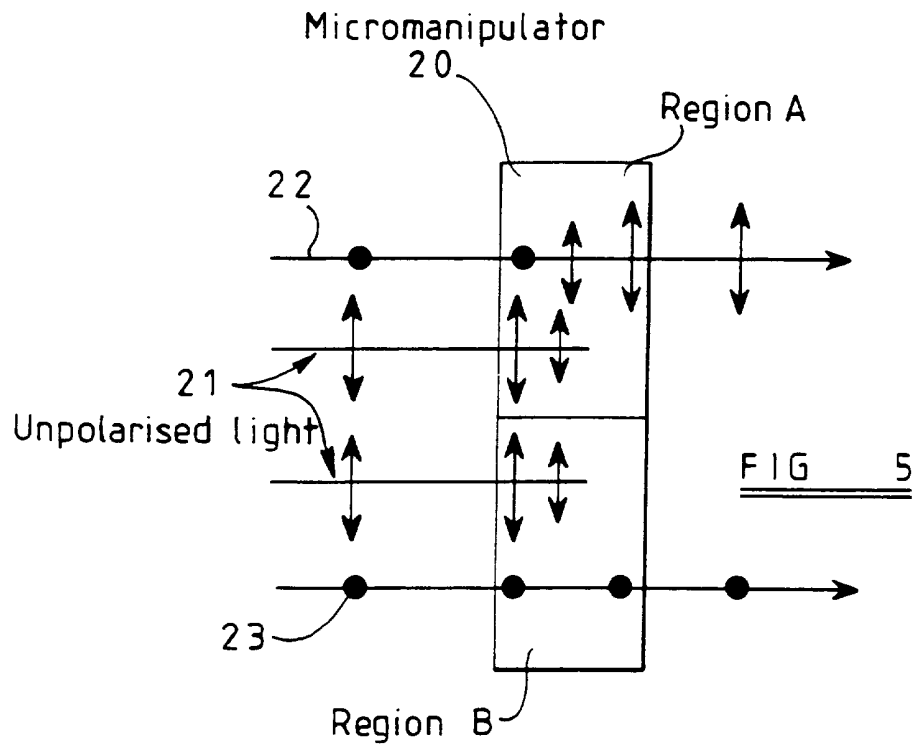 Micromanipulator
20
Region A
22
21
Unpolarised light
FIG 5
23
Region B